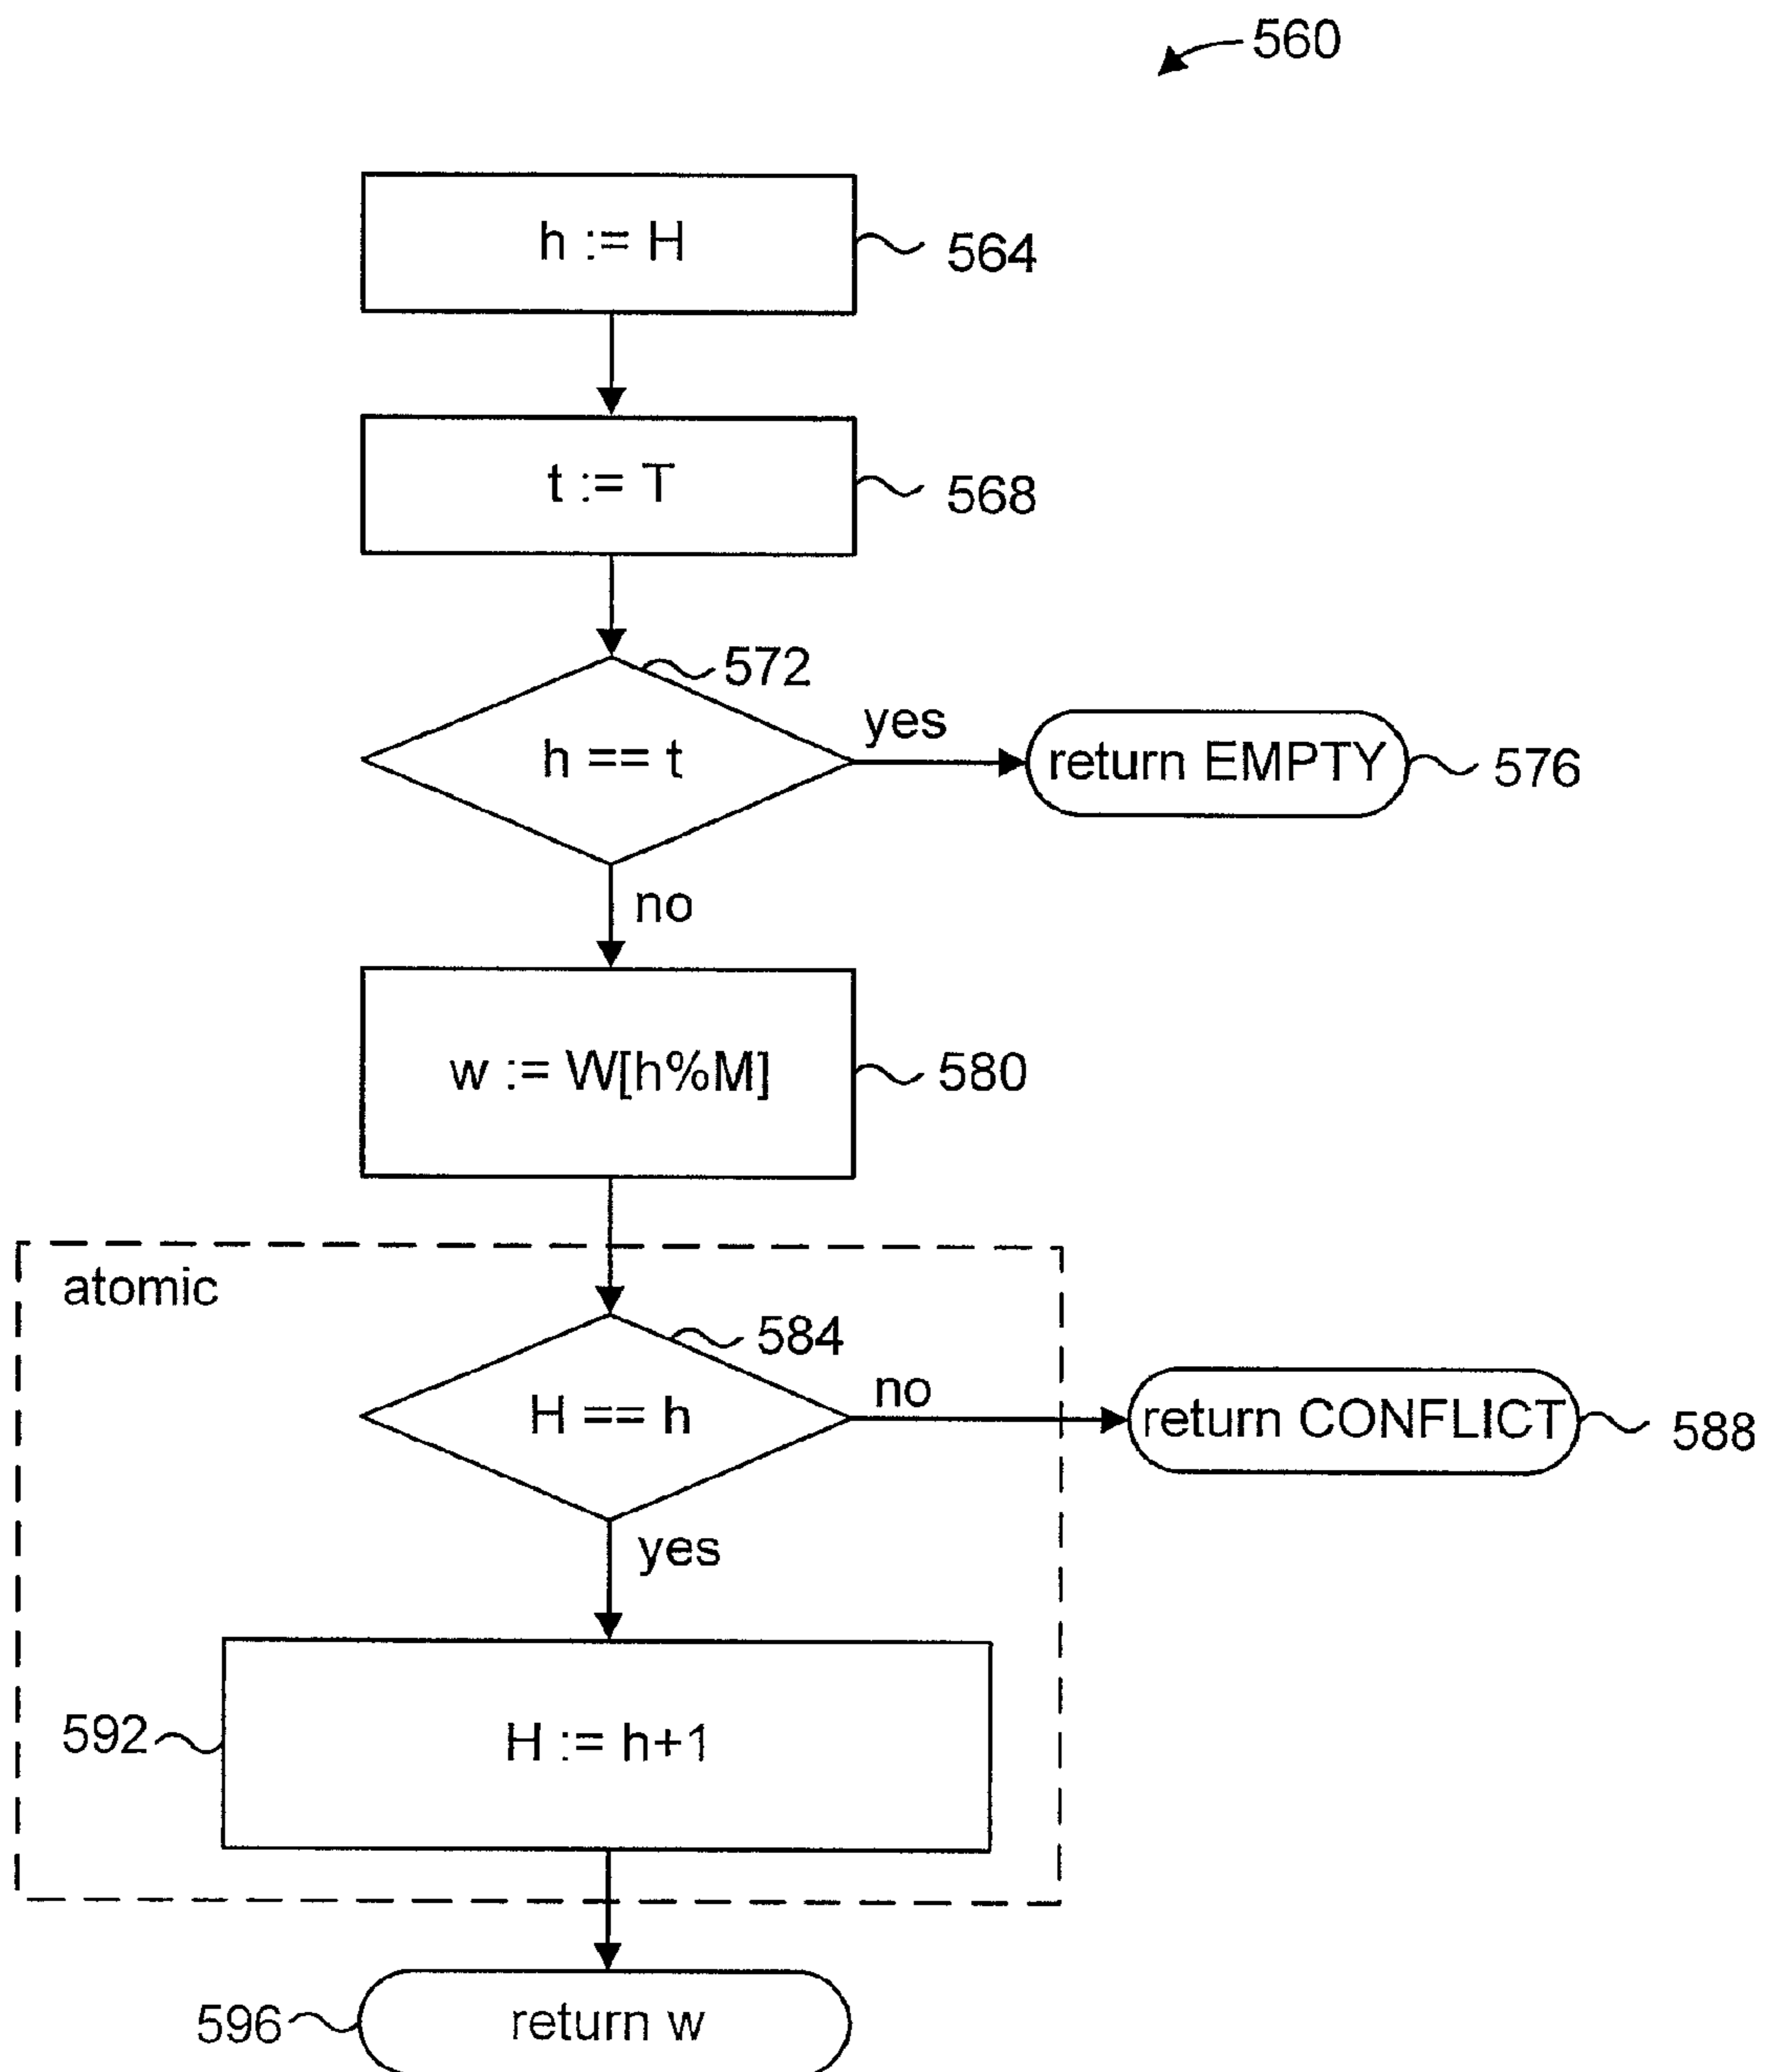 560
h := H
564
t := T
568
572
h == t
yes
return EMPTY
576
no
w := W[h%M]
580
atomic
584
H == h
no
return CONFLICT
588
yes
592
H := h+1
596
return w